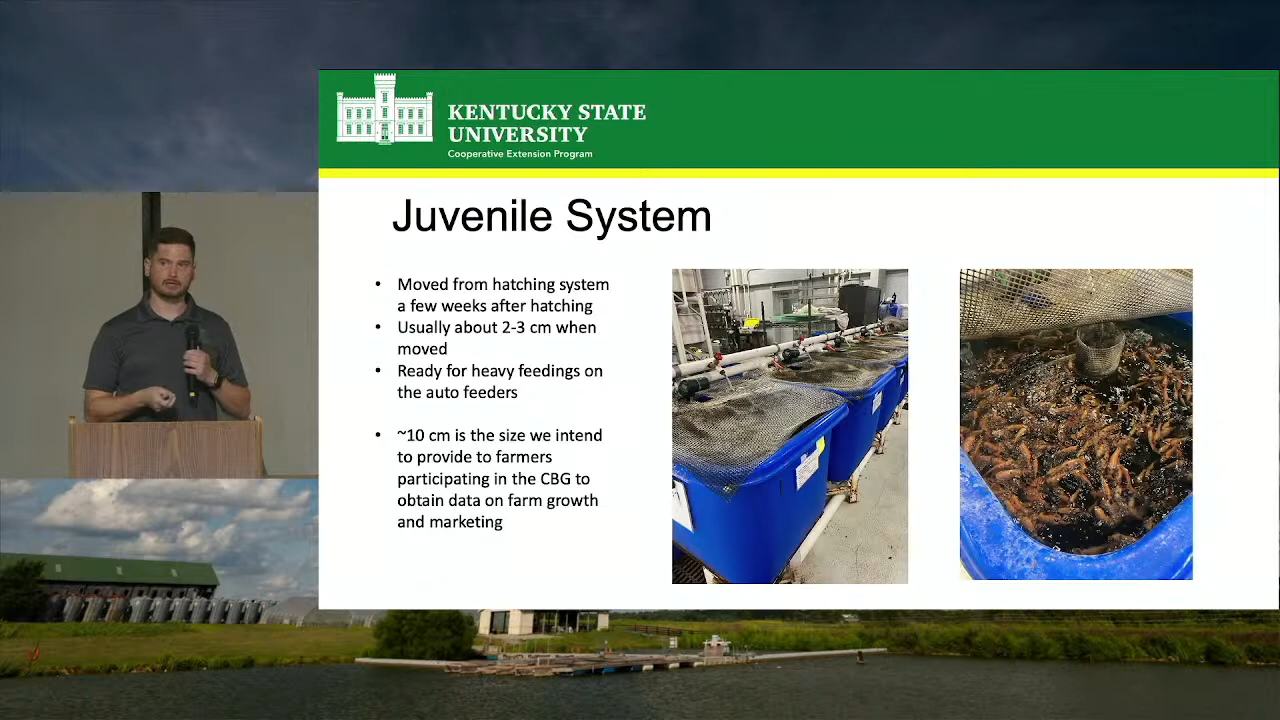 KENTUCKY STATE
UNIVERSITY
Cooperative Extension Program
Juvenile System
• Moved from hatching system
a few weeks after hatching
• Usually about 2-3 cm when
moved
• Ready for heavy feedings on
the auto feeders
• ~10 cm is the size we intend
to provide to farmers
participating in the CBG to
obtain data on farm growth
and marketing